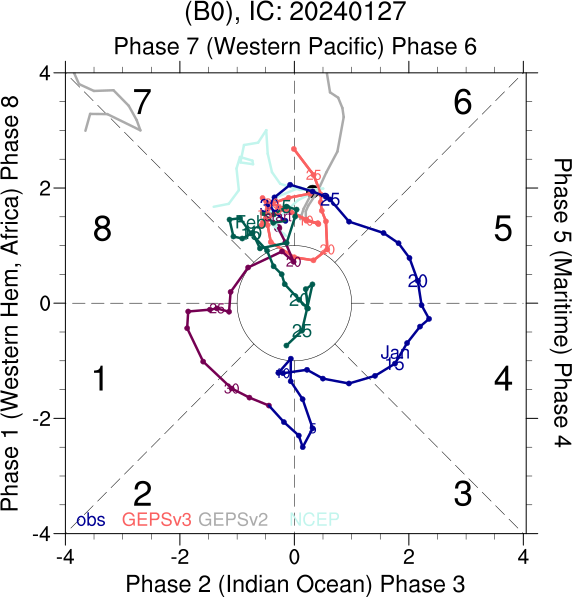 (B0), IC: 20240127
Phase 7 (Western Pacific) Phase 6
4
7
6
25
2
25
Phase 1 (Western Hem, Africa) Phase 8
Phase 5 (Maritime) Phase 4
8
Feb
5
20
20
20
0
25
20
25
Jan
15
1
10
4
30
-2
5
2
3
obs GEPSv3 GEPSv2 NCEP
-4
-4 -2 0 2 4
Phase 2 (Indian Ocean) Phase 3